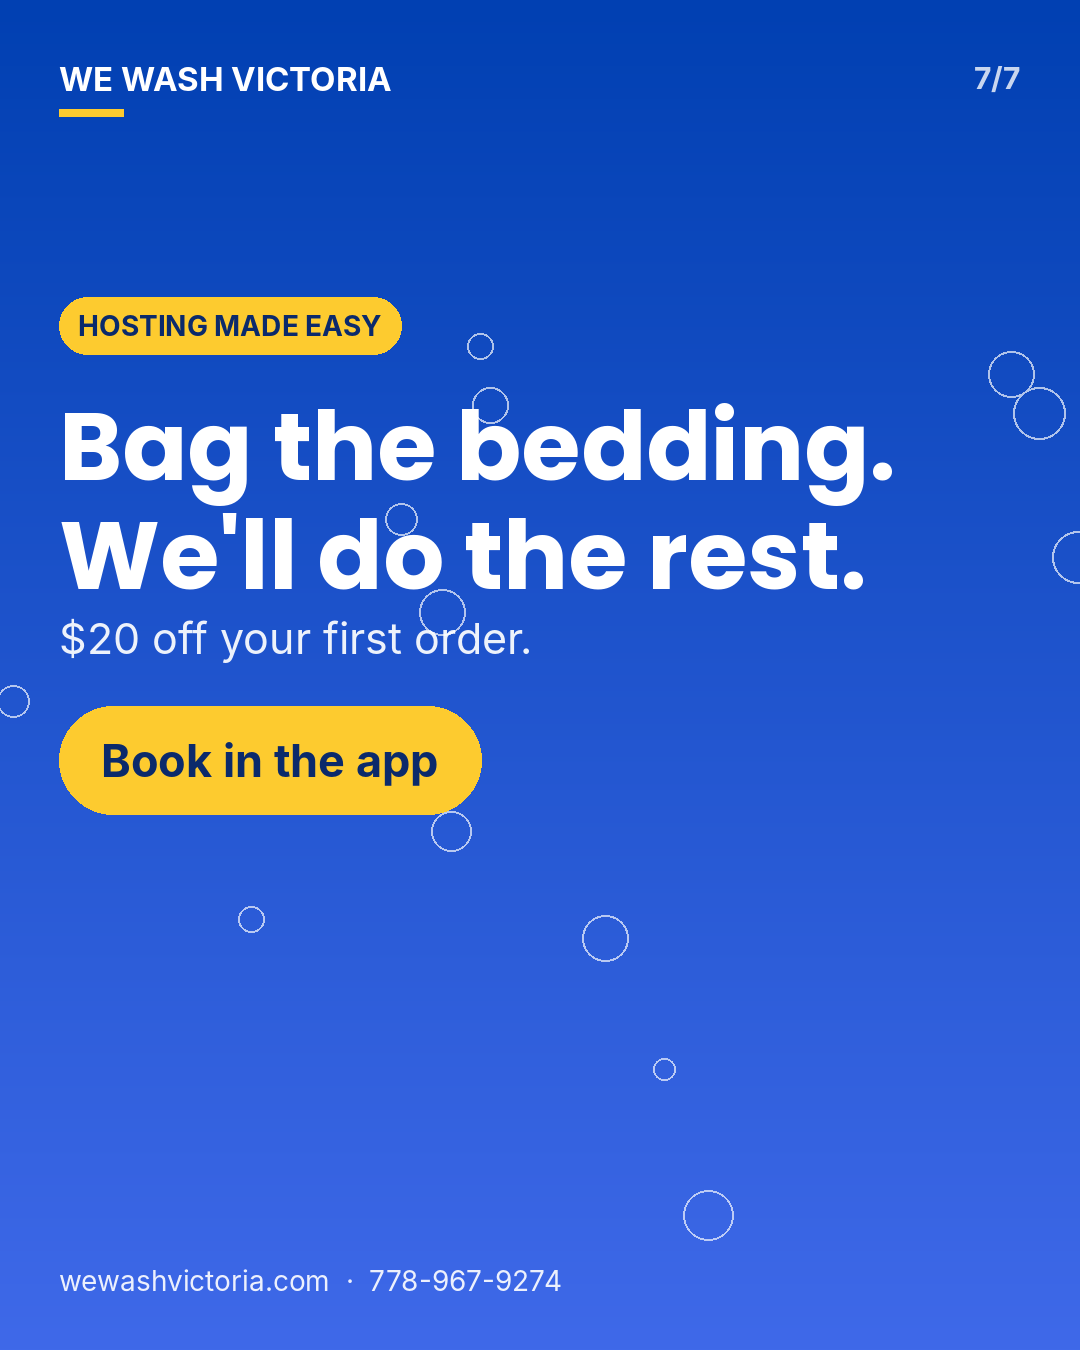 WE WASH VICTORIA
7/7
HOSTING MADE EASY
Bag the bedding.
We'll do the rest.
$20 off your first order.
Book in the app
wewashvictoria.com · 778-967-9274